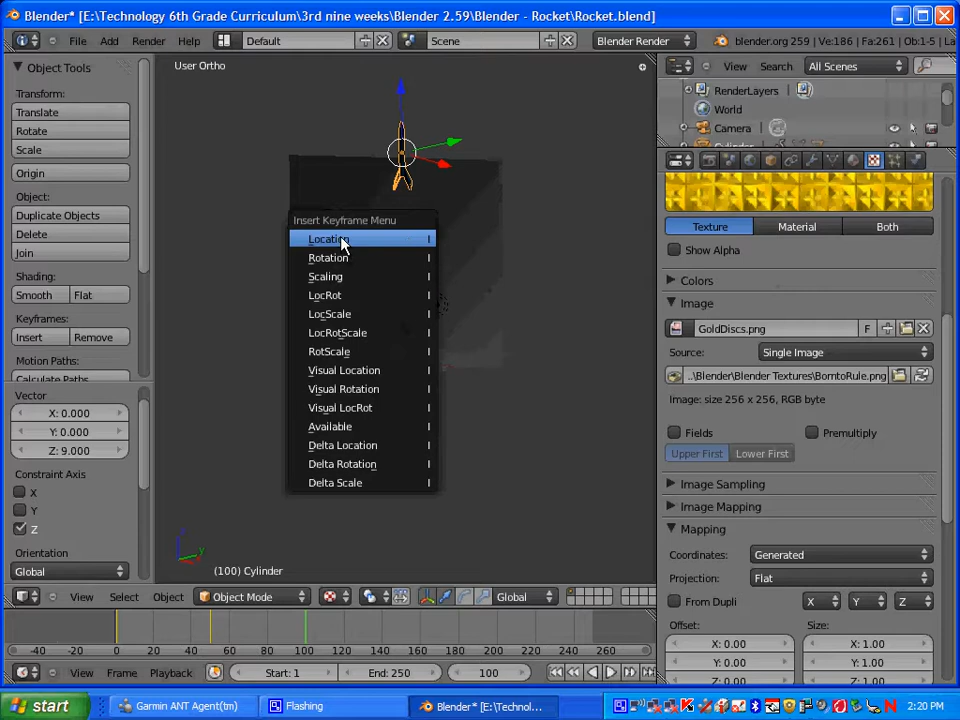 Blender* [E:\Technology 6th Grade Curriculum\3rd nine weeks\Blender 2.59\Blender - Rocket\Rocket.blend]
File Add Render Help Default Scene Blender Render blender.org 259 | Ve:186 | Fa:261 | Ob:1-5 | La
Object Tools
Transform:
Translate
Rotate
Scale
Origin
Object:
Duplicate Objects
Delete
Join
Shading:
Smooth Flat
Keyframes:
Insert Remove
Motion Paths:
Calculate Paths
Vector
X: 0.000
Y: 0.000
Z: 9.000
Constraint Axis
X
Y
Z
Orientation
Global
User Ortho
Insert Keyframe Menu
Location I
Rotation I
Scaling I
LocRot I
LocScale I
LocRotScale I
RotScale I
Visual Location I
Visual Rotation I
Visual LocRot I
Available I
Delta Location I
Delta Rotation I
Delta Scale I
z
y
(100) Cylinder
View Select Object Object Mode Global
-40 -20 0 20 40 60 80 100 120 140 160 180 200 220 240 260
View Frame Playback Start: 1 End: 250 100
View Search All Scenes
RenderLayers
World
Camera
Cylinder
Texture Material Both
Show Alpha
Colors
Image
GoldDiscs.png F
Source: Single Image
..\Blender\Blender Textures\BorntoRule.png
Image: size 256 x 256, RGB byte
Fields Premultiply
Upper First Lower First
Image Sampling
Image Mapping
Mapping
Coordinates: Generated
Projection: Flat
From Dupli X Y Z
Offset: Size:
X: 0.00 X: 1.00
Y: 0.00 Y: 1.00
Z: 0.00 Z: 1.00
start Garmin ANT Agent(tm) Flashing Blender* [E:\Technol... 2:20 PM